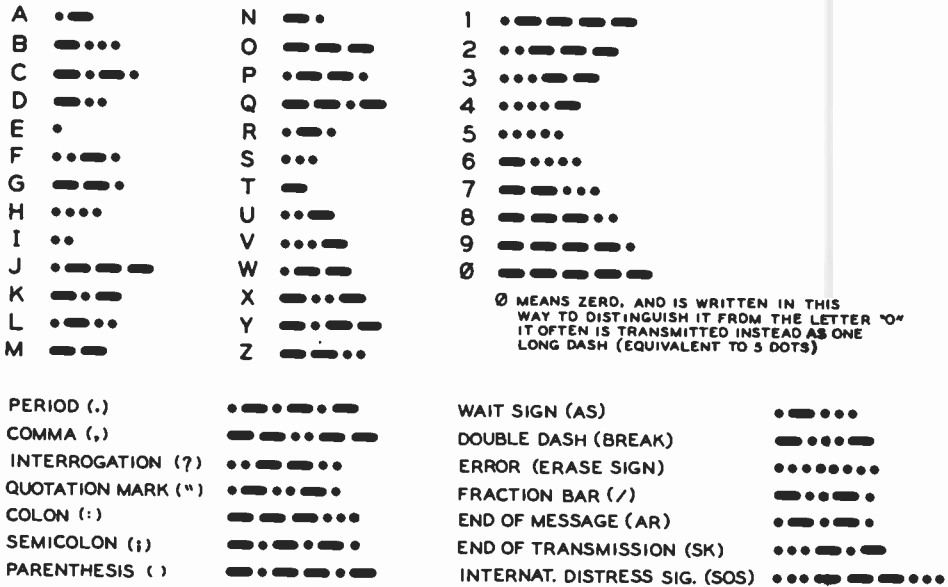 A
B
C
D
E
F
G
H
I
J
K
L
M
N
O
P
Q
R
S
T
U
V
W
X
Y
Z
1
2
3
4
5
6
7
8
9
Ø
Ø MEANS ZERD, AND IS WRITTEN IN THIS
WAY TO DISTINGUISH IT FROM THE LETTER "O"
IT OFTEN IS TRANSMITTED INSTEAD AS ONE
LONG DASH (EQUIVALENT TO 5 DOTS)
PERIOD (.)
COMMA (,)
INTERROGATION (?)
QUOTATION MARK (")
COLON (:)
SEMICOLON (;)
PARENTHESIS ( )
WAIT SIGN (AS)
DOUBLE DASH (BREAK)
ERROR (ERASE SIGN)
FRACTION BAR (/)
END OF MESSAGE (AR)
END OF TRANSMISSION (SK)
INTERNAT. DISTRESS SIG. (SOS)